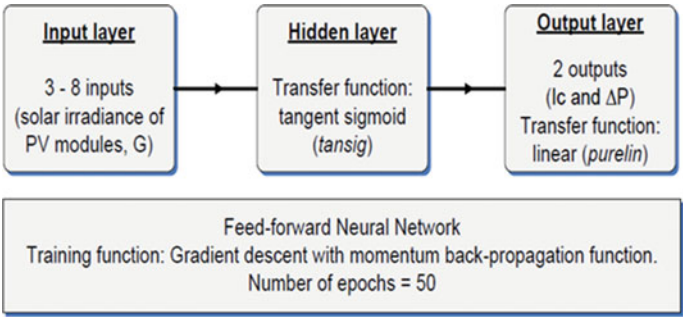 Input layer
3 - 8 inputs
(solar irradiance of
PV modules, G)
Hidden layer
Transfer function:
tangent sigmoid
(tansig)
Output layer
2 outputs
(Ic and ΔP)
Transfer function:
linear (purelin)
Feed-forward Neural Network
Training function: Gradient descent with momentum back-propagation function.
Number of epochs = 50